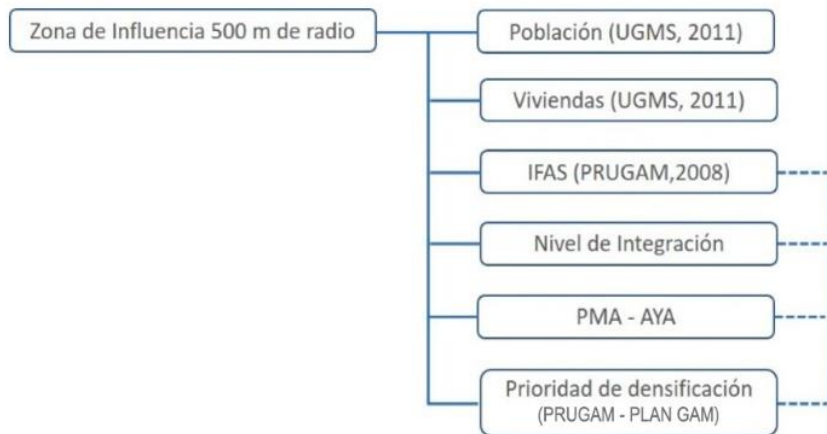 Zona de Influencia 500 m de radio
Población (UGMS, 2011)
Viviendas (UGMS, 2011)
IFAS (PRUGAM,2008)
Nivel de Integración
PMA - AYA
Prioridad de densificación
(PRUGAM - PLAN GAM)